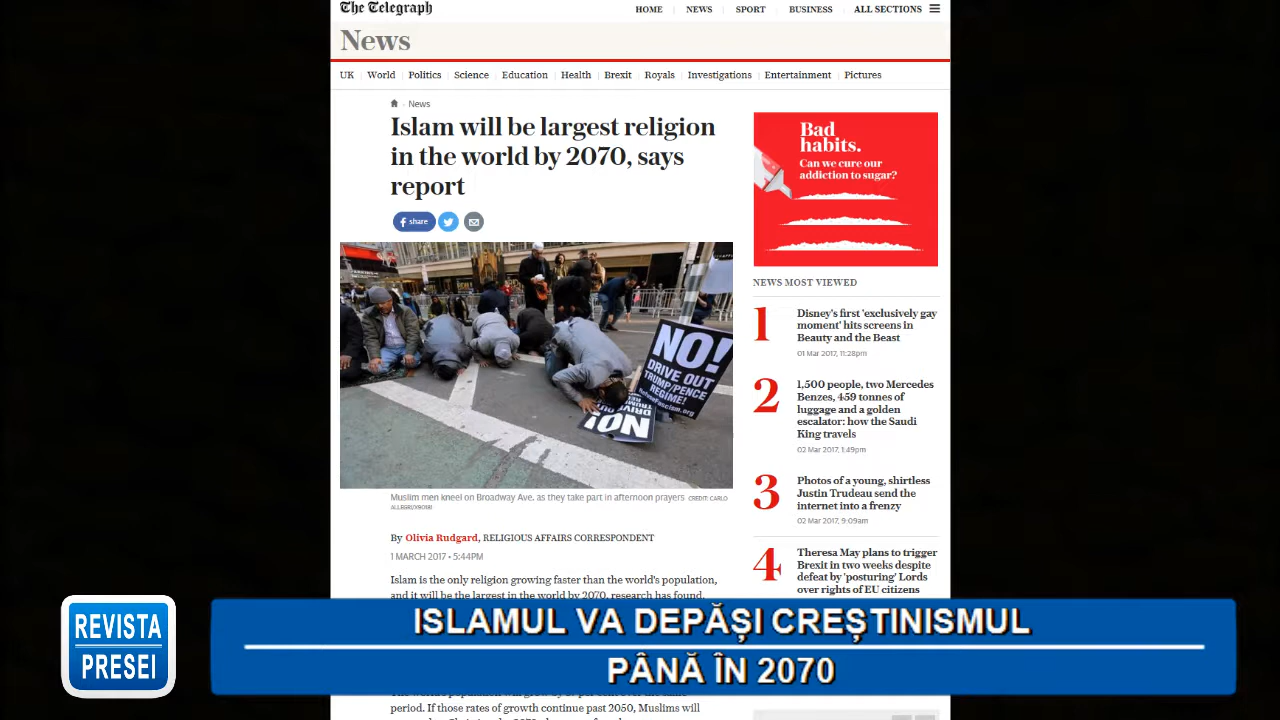 The Telegraph
HOME NEWS SPORT BUSINESS ALL SECTIONS
News
UK World Politics Science Education Health Brexit Royals Investigations Entertainment Pictures
News
Islam will be largest religion
in the world by 2070, says
report
share
NO!
DRIVE OUT
TRUMP/PENCE
REGIME!
RefuseFascism.org
NO!
Muslim men kneel on Broadway Ave, as they take part in afternoon prayers CREDIT: CARLO
By Olivia Rudgard, RELIGIOUS AFFAIRS CORRESPONDENT
1 MARCH 2017 • 5:44PM
Islam is the only religion growing faster than the world's population,
and it will be the largest in the world by 2070, research has found.
period. If those rates of growth continue past 2050, Muslims will
Bad
habits.
Can we cure our
addiction to sugar?
NEWS MOST VIEWED
1
Disney's first 'exclusively gay
moment' hits screens in
Beauty and the Beast
01 Mar 2017, 11:28pm
2
1,500 people, two Mercedes
Benzes, 459 tonnes of
luggage and a golden
escalator: how the Saudi
King travels
02 Mar 2017, 1:49pm
3
Photos of a young, shirtless
Justin Trudeau send the
internet into a frenzy
02 Mar 2017, 9:09am
4
Theresa May plans to trigger
Brexit in two weeks despite
defeat by 'posturing' Lords
over rights of EU citizens
REVISTA
PRESEI
ISLAMUL VA DEPĂȘI CREȘTINISMUL
PÂNĂ ÎN 2070